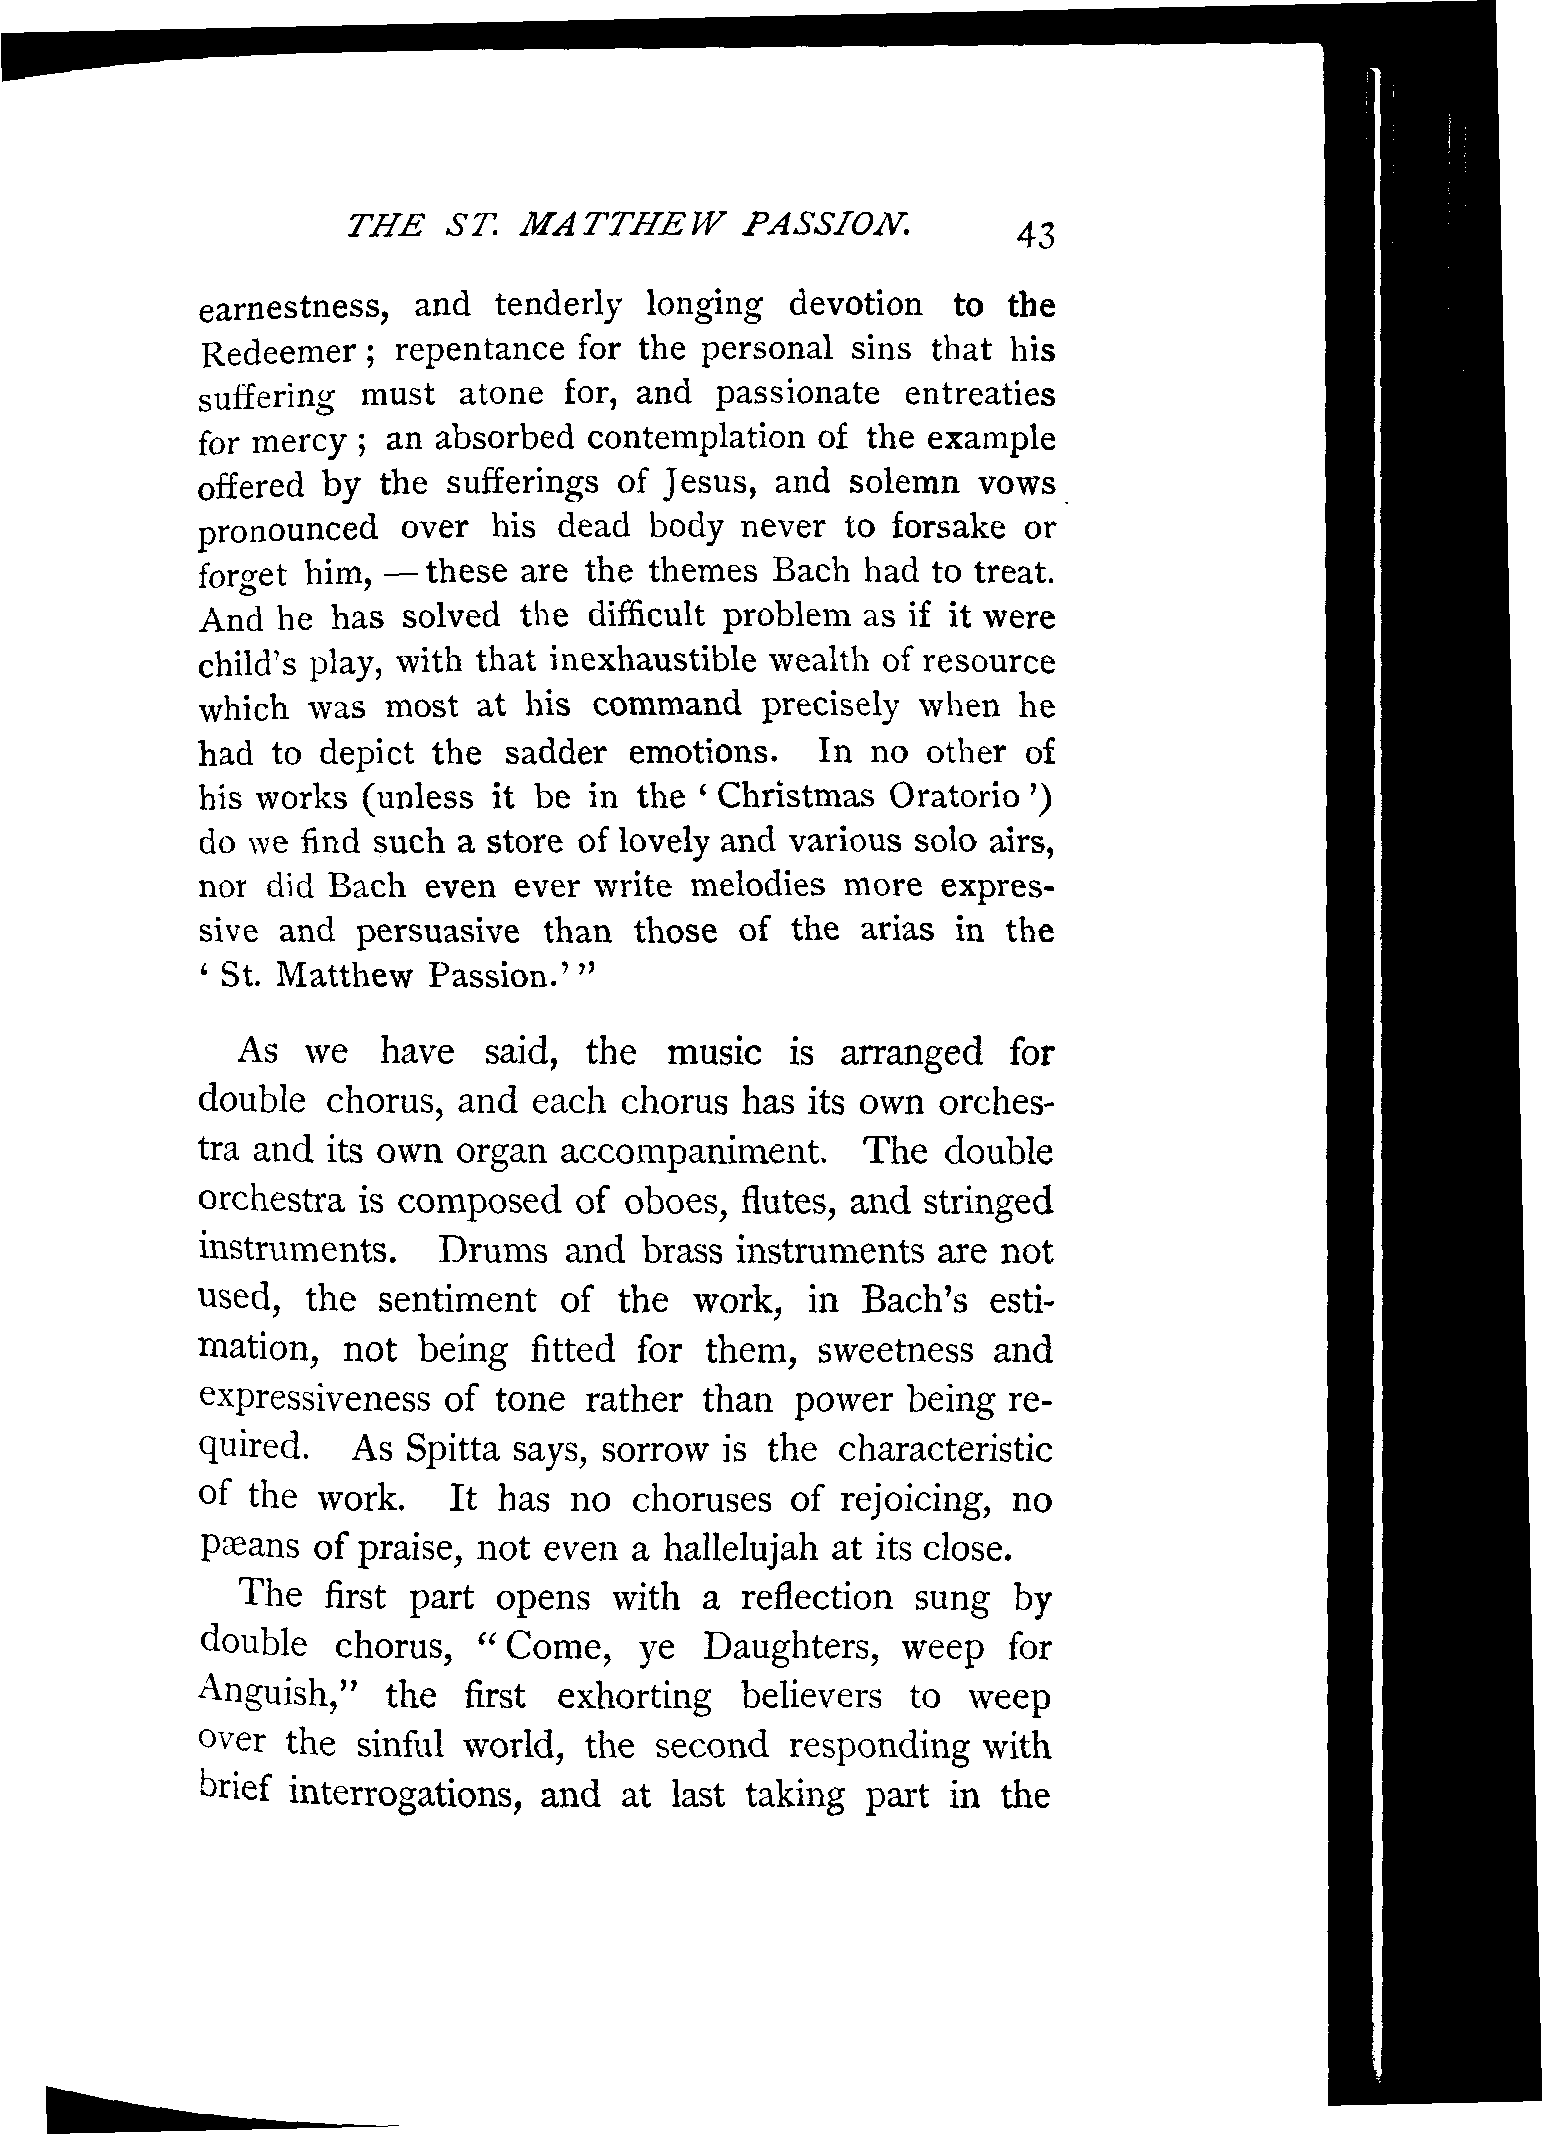 THE ST. MATTHEW PASSION. 43
earnestness, and tenderly longing devotion to the
Redeemer ; repentance for the personal sins that his
suffering must atone for, and passionate entreaties
for mercy ; an absorbed contemplation of the example
offered by the sufferings of Jesus, and solemn vows
pronounced over his dead body never to forsake or
forget him, — these are the themes Bach had to treat.
And he has solved the difficult problem as if it were
child's play, with that inexhaustible wealth of resource
which was most at his command precisely when he
had to depict the sadder emotions. In no other of
his works (unless it be in the ‘ Christmas Oratorio ’)
do we find such a store of lovely and various solo airs,
nor did Bach even ever write melodies more expres-
sive and persuasive than those of the arias in the
‘ St. Matthew Passion.’ ”
As we have said, the music is arranged for
double chorus, and each chorus has its own orches-
tra and its own organ accompaniment. The double
orchestra is composed of oboes, flutes, and stringed
instruments. Drums and brass instruments are not
used, the sentiment of the work, in Bach's esti-
mation, not being fitted for them, sweetness and
expressiveness of tone rather than power being re-
quired. As Spitta says, sorrow is the characteristic
of the work. It has no choruses of rejoicing, no
pæans of praise, not even a hallelujah at its close.
The first part opens with a reflection sung by
double chorus, “ Come, ye Daughters, weep for
Anguish,” the first exhorting believers to weep
over the sinful world, the second responding with
brief interrogations, and at last taking part in the